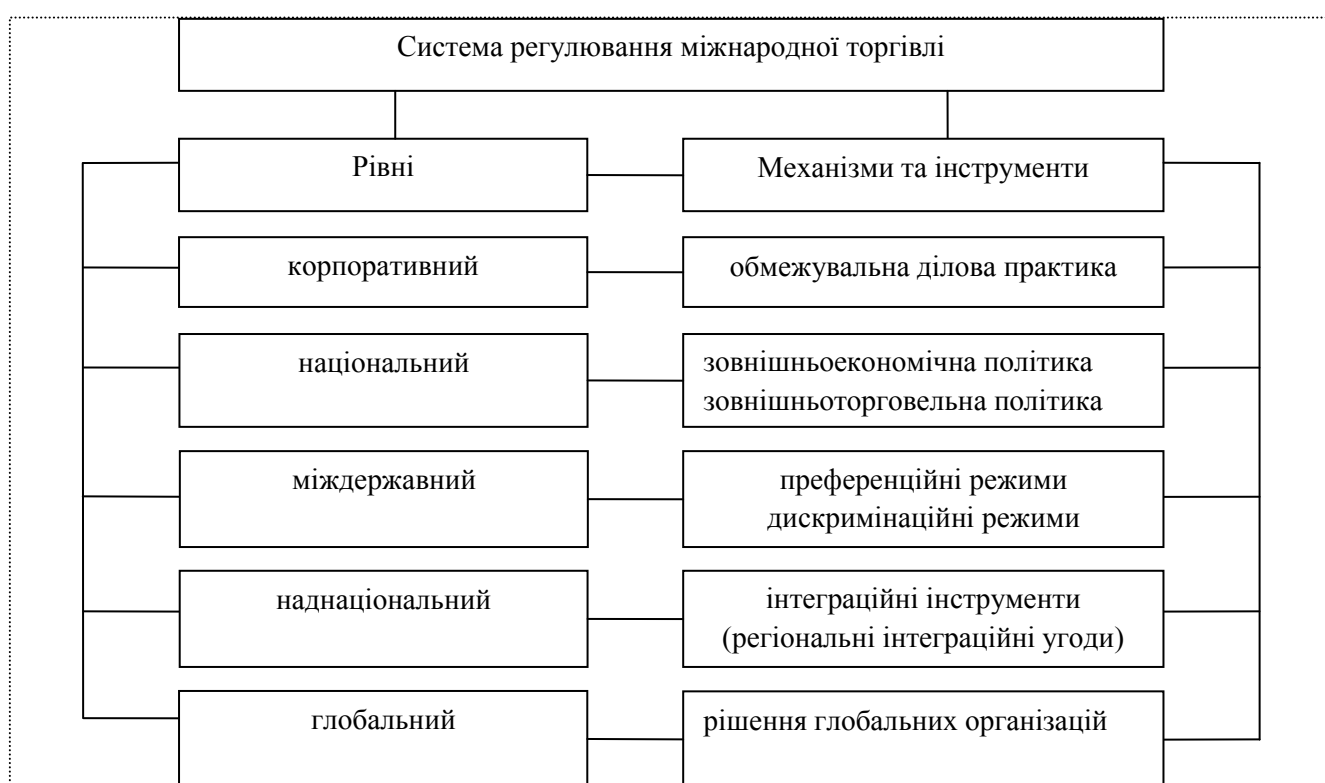 Система регулювання міжнародної торгівлі
Рівні
Механізми та інструменти
корпоративний
обмежувальна ділова практика
національний
зовнішньоекономічна політика
зовнішньоторговельна політика
міждержавний
преференційні режими
дискримінаційні режими
наднаціональний
інтеграційні інструменти
(регіональні інтеграційні угоди)
глобальний
рішення глобальних організацій